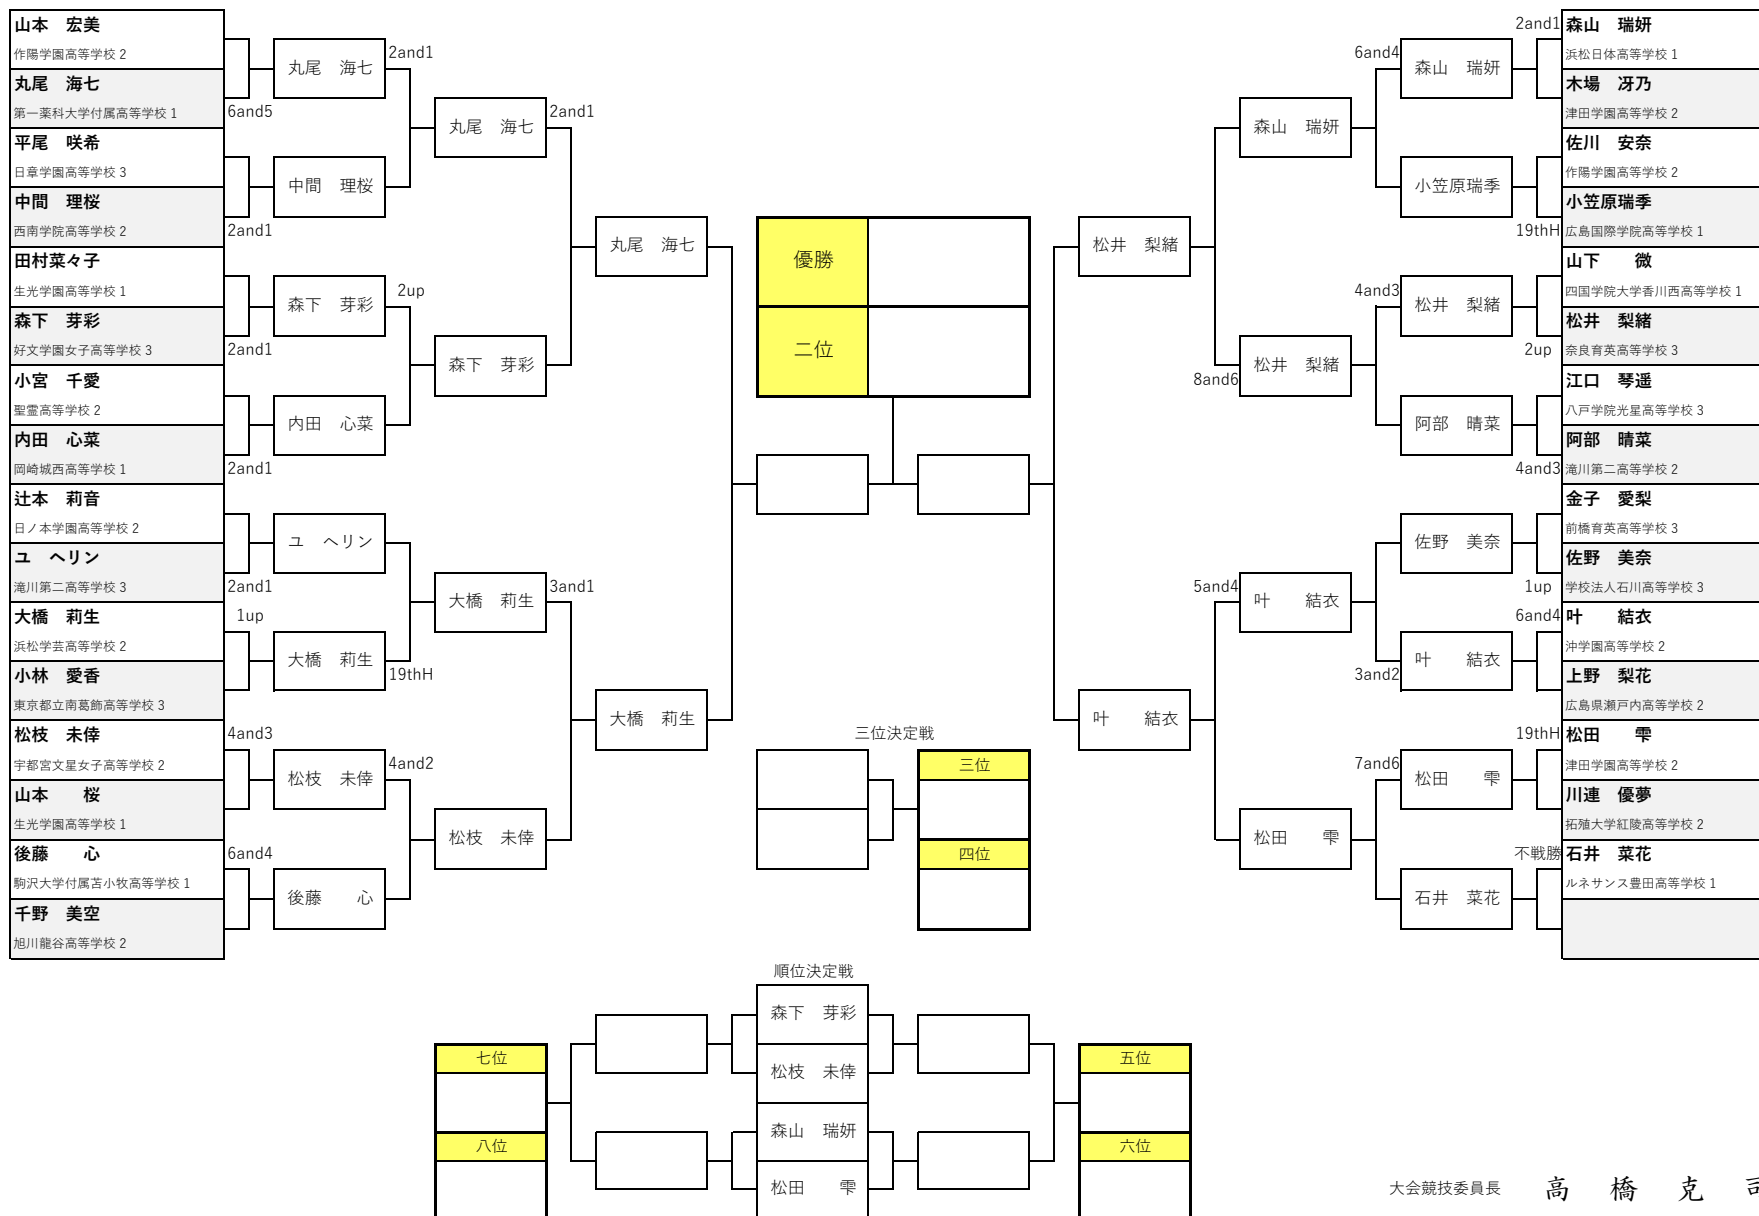 山本　宏美
作陽学園高等学校 2
丸尾　海七
第一薬科大学付属高等学校 1
平尾　咲希
日章学園高等学校 3
中間　理桜
西南学院高等学校 2
田村菜々子
生光学園高等学校 1
森下　芽彩
好文学園女子高等学校 3
小宮　千愛
聖霊高等学校 2
内田　心菜
岡崎城西高等学校 1
辻本　莉音
日ノ本学園高等学校 2
ユ　ヘリン
滝川第二高等学校 3
大橋　莉生
浜松学芸高等学校 2
小林　愛香
東京都立南葛飾高等学校 3
松枝　未倖
宇都宮文星女子高等学校 2
山本　　桜
生光学園高等学校 1
後藤　　心
駒沢大学付属苫小牧高等学校 1
千野　美空
旭川龍谷高等学校 2
6and5
2and1
2and1
2and1
2and1
1up
4and3
6and4
丸尾　海七
中間　理桜
森下　芽彩
内田　心菜
ユ　ヘリン
大橋　莉生
松枝　未倖
後藤　　心
2and1
2up
19thH
4and2
丸尾　海七
森下　芽彩
大橋　莉生
松枝　未倖
2and1
3and1
丸尾　海七
大橋　莉生
優勝
二位
三位決定戦
三位
四位
松井　梨緒
叶　　結衣
8and6
5and4
森山　瑞妍
松井　梨緒
叶　　結衣
松田　　雫
6and4
4and3
3and2
7and6
森山　瑞妍
小笠原瑞季
松井　梨緒
阿部　晴菜
佐野　美奈
叶　　結衣
松田　　雫
石井　菜花
2and1
19thH
2up
4and3
1up
6and4
19thH
不戦勝
森山　瑞妍
浜松日体高等学校 1
木場　冴乃
津田学園高等学校 2
佐川　安奈
作陽学園高等学校 2
小笠原瑞季
広島国際学院高等学校 1
山下　　微
四国学院大学香川西高等学校 1
松井　梨緒
奈良育英高等学校 3
江口　琴遥
八戸学院光星高等学校 3
阿部　晴菜
滝川第二高等学校 2
金子　愛梨
前橋育英高等学校 3
佐野　美奈
学校法人石川高等学校 3
叶　　結衣
沖学園高等学校 2
上野　梨花
広島県瀬戸内高等学校 2
松田　　雫
津田学園高等学校 2
川連　優夢
拓殖大学紅陵高等学校 2
石井　菜花
ルネサンス豊田高等学校 1
順位決定戦
森下　芽彩
松枝　未倖
森山　瑞妍
松田　　雫
七位
八位
五位
六位
大会競技委員長　高　橋　克　司